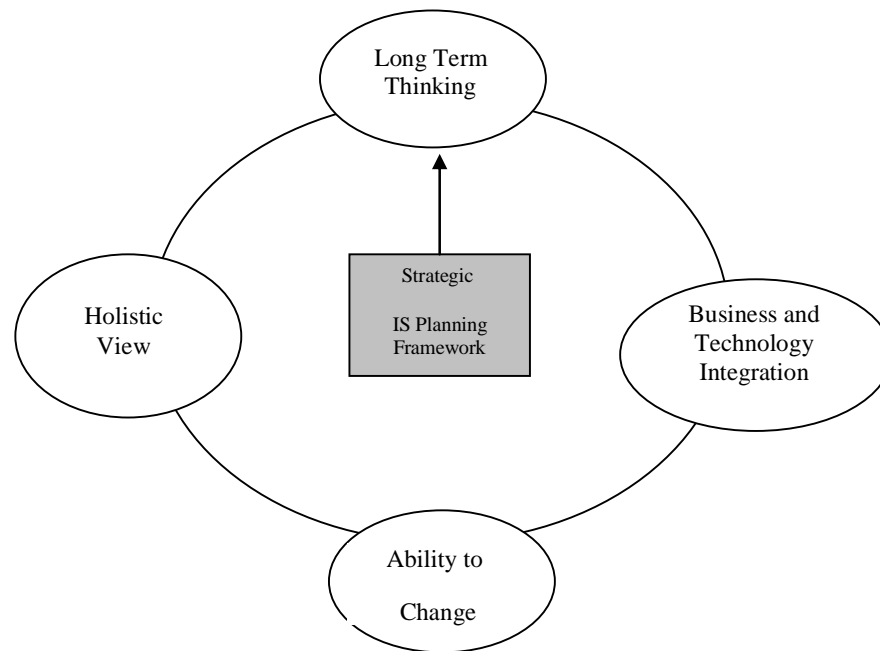 Long Term
Thinking
Strategic
IS Planning
Framework
Holistic
View
Business and
Technology
Integration
Ability to
Change